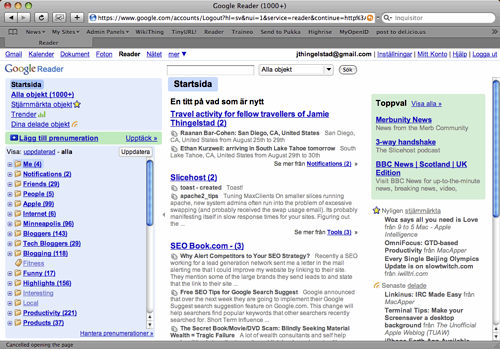 Google Reader (1000+)
https://www.google.com/accounts/Logout?hl=sv&nui=1&service=reader&continue=http%3A
Inquisitor
My Sites
Admin Panels
WikiThing
TinyURL!
Reader
Trainero
Send to Pukka
Hrippise
MyOpenID
post to del.icio.us
Reader
Gmail Kalender Dokument Foton Reader Nätet
jthingelstad@gmail.com | Inställningar | Mitt Konto | Hjälp | Logga ut
Google Reader
Alla objekt
Sök
Startsida
Alla objekt (1000+)
Stjärnmärkta objekt
Trender
Dina delade objekt
Lägg till prenumeration
Upptäck »
Visa: uppdaterad - alla
Uppdatera
Me (4)
Notifications (2)
Friends (29)
People (5)
Apple (99)
Internet (6)
Minneapolis (96)
Bloggers (143)
Tech Bloggers (29)
Blogging (118)
Fitness
Funny (17)
Highlights (156)
Interesting
Local
Productivity (221)
Products (37)
Hantera prenumerationer »
Startsida
En titt på vad som är nytt
Travel activity for fellow travellers of Jamie
Thingelstad (2)
Raanan Bar-Cohen: San Diego, CA, United States San Diego,
CA, United States from August 25th to 29th
Ethan Kurzweil: arriving in South Lake Tahoe tomorrow South
Lake Tahoe, CA, United States from August 29th to 30th
Se mer från Notifications (2) »
Slicehost (2)
toast - created Toast!
apache2_tips Tuning MaxClients On smaller slices running
apache, new system admins often run into the problem of excessive
swapping (and probably received the swap usage email). Its probably
manifesting itself in slow response times for your sites. Figuring out
the ...
Se mer från Tools (3) »
SEO Book.com - (3)
Why Alert Competitors to Your SEO Strategy? Recently a SEO
working for a lead generation network sent me a letter in the mail
alerting me that I could improve my website by linking to their site.
They mention some of the large brands they send leads to and state
that the link to their site ...
Free SEO Tips for Google Search Suggest Google announced
that over the next week they are going to implement their Google
Suggest search suggestion feature on Google.com. This change will
help searchers find popular keywords that other searchers recently
searched for. Short Term Influence ...
The Secret Book/Movie/DVD Scam: Blindly Seeking Material
Wealth = Tragic Failure A lot of wealth consultants and self help
Toppval Visa alla »
Merbunity News
News from the Merb Community
3-way handshake
The Slicehost podcast
BBC News | Scotland | UK
Edition
Visit BBC News for up-to-the-minute
news, breaking news, video,
Nyligen stjärnmärkta
Woz says all you need is Love
från 9 to 5 Mac - Apple
Intelligence
OmniFocus: GTD-based
Productivity från MacApper
Every Single Beijing Olympics
Update is on slowtwitch.com
från iwillfr.com
Senaste delade
Linkinus: IRC Made Easy från
MacApper
Terminal Tips: Make your
Screensaver a desktop
background från The Unofficial
Apple Weblog (TUAW)
Cancelled opening the page